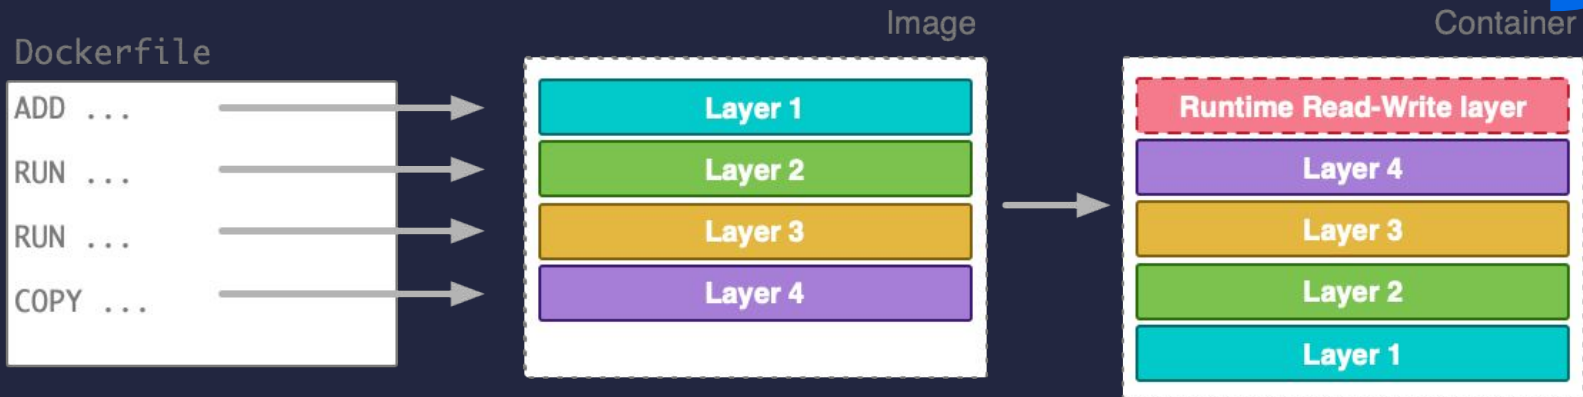 Dockerfile
ADD ...
RUN ...
RUN ...
COPY ...
Image
Layer 1
Layer 2
Layer 3
Layer 4
Container
Runtime Read-Write layer
Layer 4
Layer 3
Layer 2
Layer 1